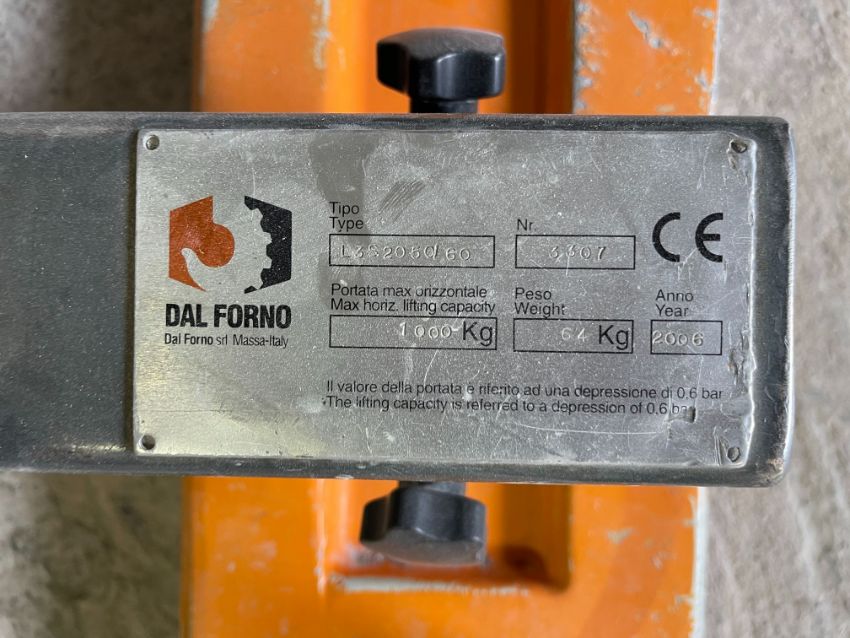 Tipo
Type
L3S2050/60
Nr
3307
CE
Portata max orizzontale
Max horiz. lifting capacity
1000 Kg
Peso
Weight
64 Kg
Anno
Year
2006
DAL FORNO
Dal Forno srl Massa-Italy
Il valore della portata e riferito ad una depressione di 0,6 bar
The lifting capacity is referred to a depression of 0,6 bar